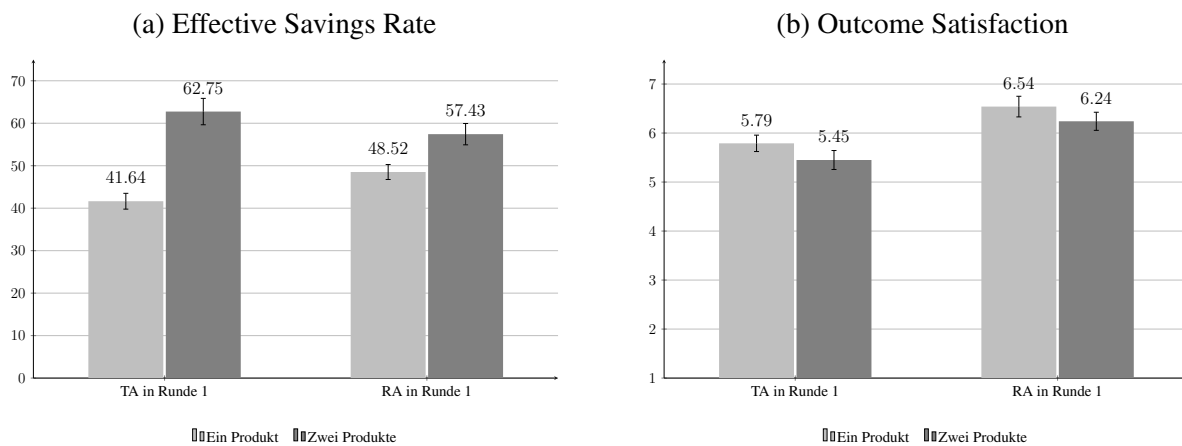 (a) Effective Savings Rate
70
60
50
40
30
20
10
0
41.64
62.75
48.52
57.43
TA in Runde 1
RA in Runde 1
Ein Produkt Zwei Produkte
(b) Outcome Satisfaction
7
6
5
4
3
2
1
5.79
5.45
6.54
6.24
TA in Runde 1
RA in Runde 1
Ein Produkt Zwei Produkte